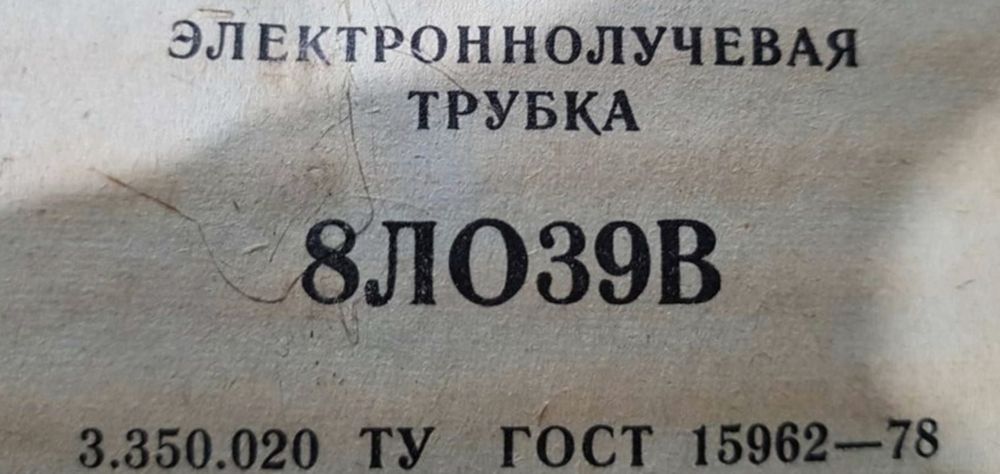 ЭЛЕКТРОННОЛУЧЕВАЯ
ТРУБКА
8ЛО39В
3.350.020 ТУ ГОСТ 15962—78